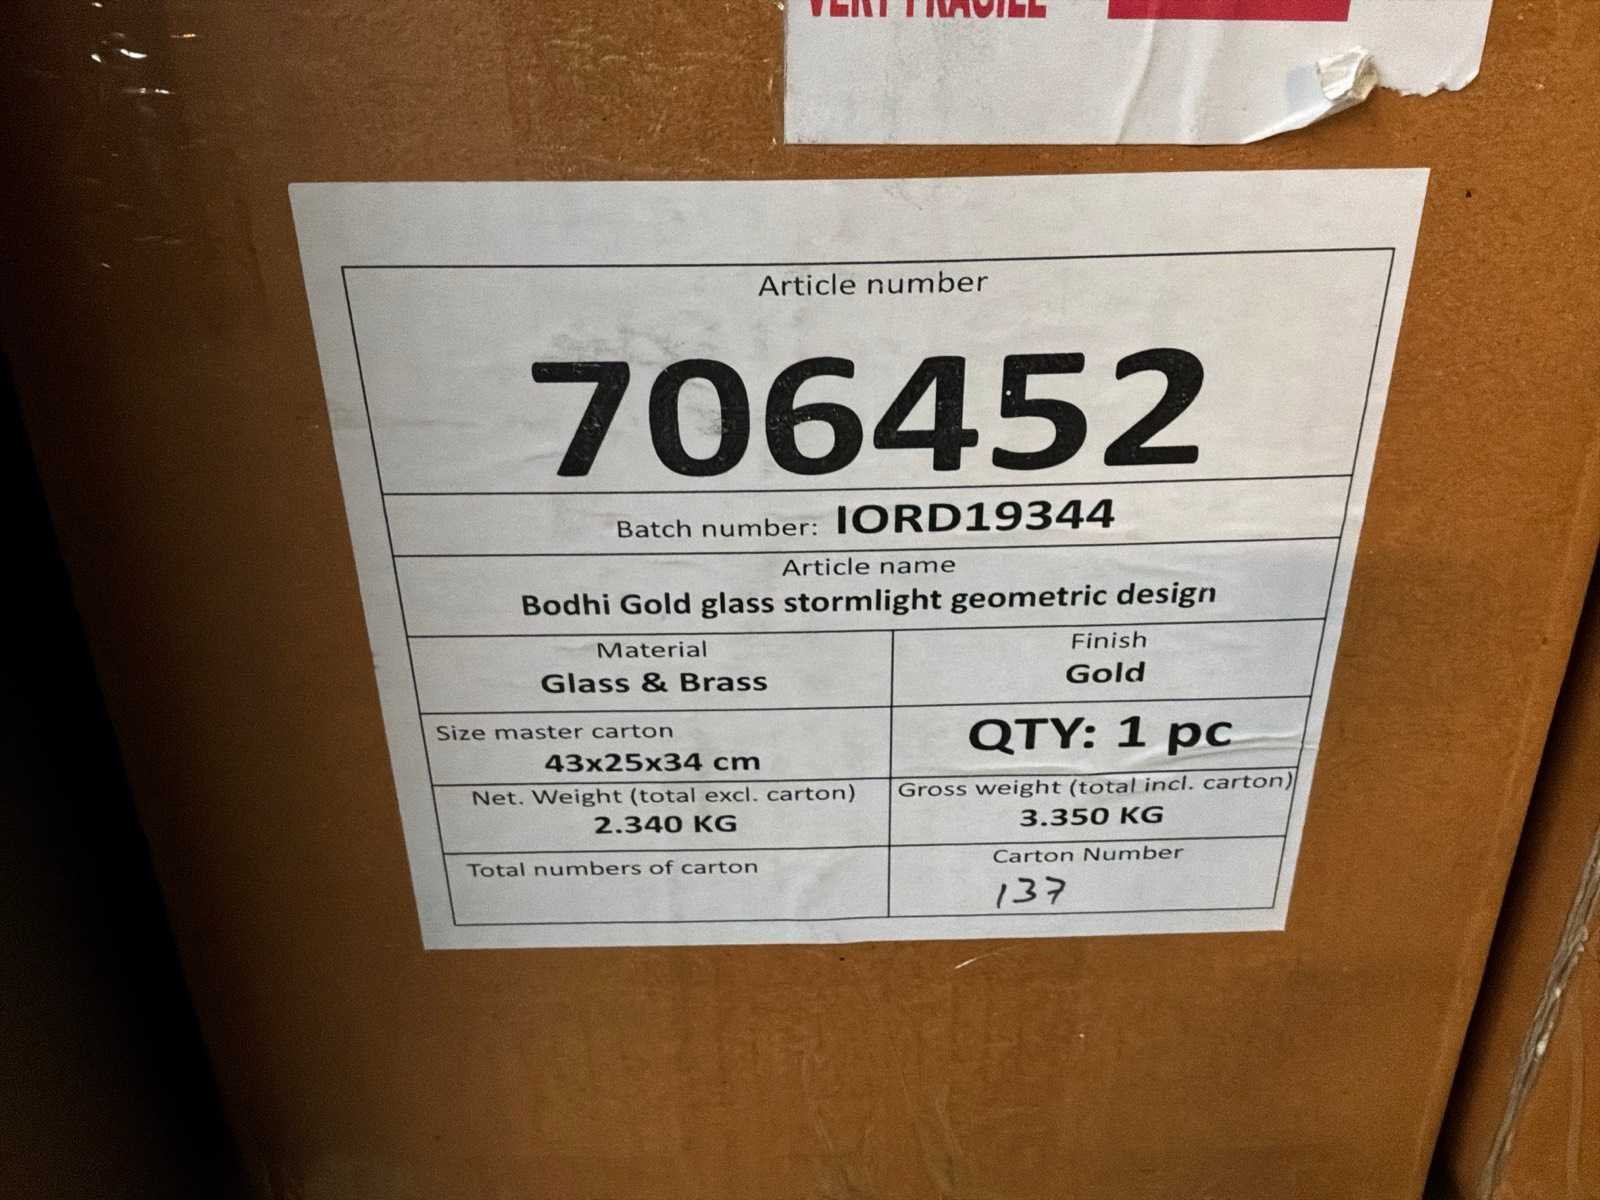 VERY FRAGILE
Article number
706452
Batch number: IORD19344
Article name
Bodhi Gold glass stormlight geometric design
Material
Glass & Brass
Finish
Gold
Size master carton
43x25x34 cm
QTY: 1 pc
Net. Weight (total excl. carton)
2.340 KG
Gross weight (total incl. carton)
3.350 KG
Total numbers of carton
Carton Number
137